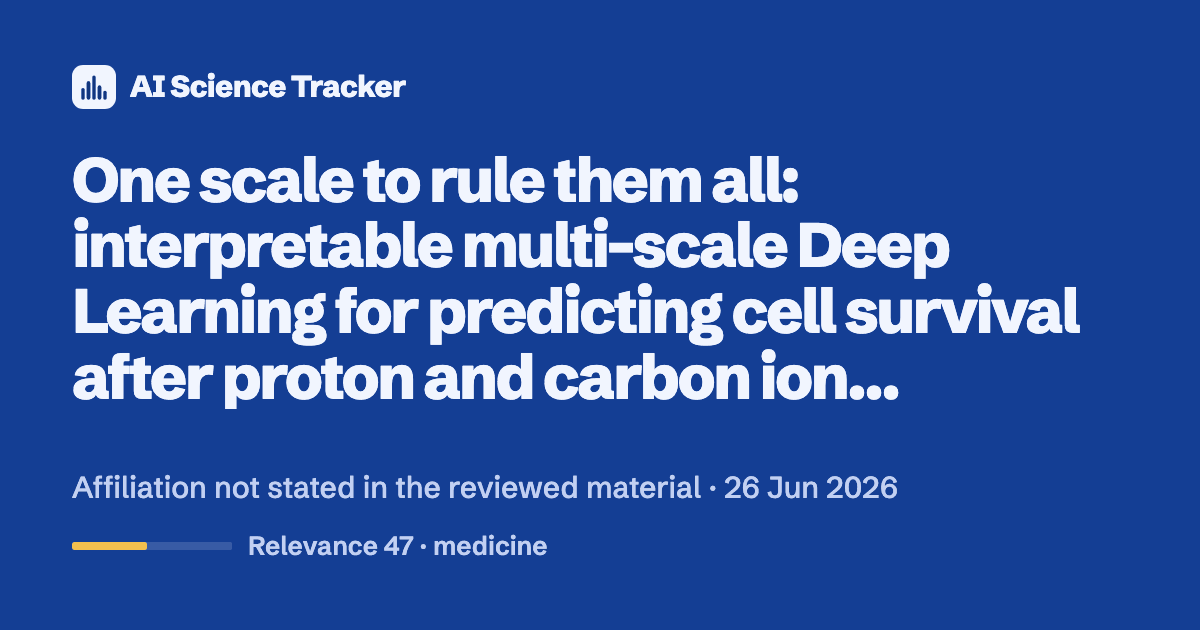 AI Science Tracker
One scale to rule them all:
interpretable multi-scale Deep
Learning for predicting cell survival
after proton and carbon ion...
Affiliation not stated in the reviewed material · 26 Jun 2026
Relevance 47 · medicine